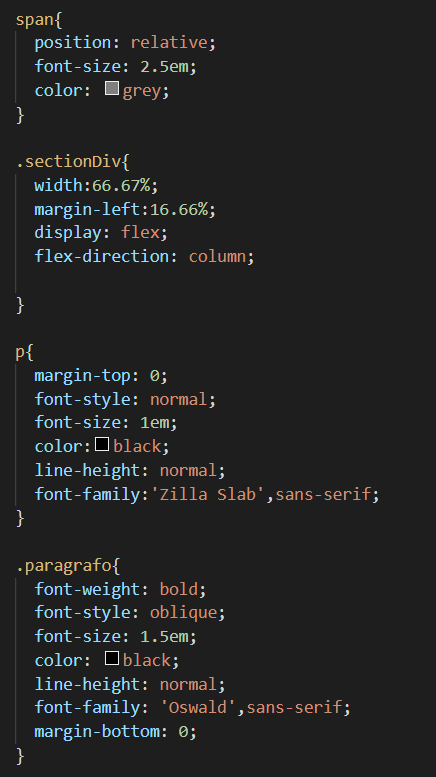 span{
position: relative;
font-size: 2.5em;
color: grey;
}
.sectionDiv{
width:66.67%;
margin-left:16.66%;
display: flex;
flex-direction: column;
}
p{
margin-top: 0;
font-style: normal;
font-size: 1em;
color:black;
line-height: normal;
font-family:'Zilla Slab',sans-serif;
}
.paragrafo{
font-weight: bold;
font-style: oblique;
font-size: 1.5em;
color: black;
line-height: normal;
font-family: 'Oswald',sans-serif;
margin-bottom: 0;
}